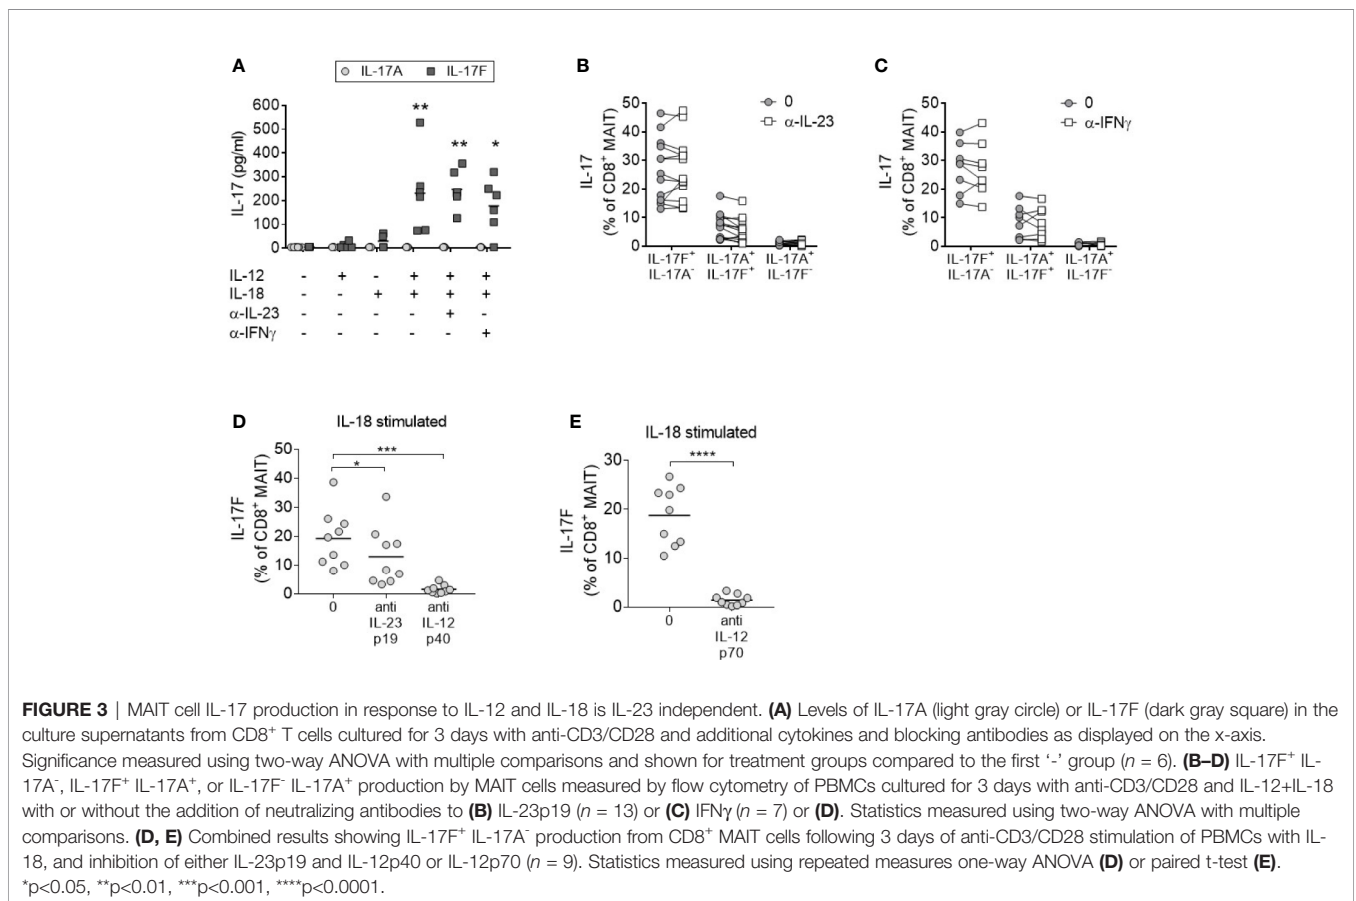 A
IL-17A IL-17F
IL-17 (pg/ml)
600
500
400
300
200
100
0
** ** *
IL-12 - + - + + +
IL-18 - - + + + +
α-IL-23 - - - - + -
α-IFNγ - - - - - +
B
IL-17
(% of CD8⁺ MAIT)
50
40
30
20
10
0
0
α-IL-23
IL-17F⁺ IL-17A⁺ IL-17A⁺
IL-17A⁻ IL-17F⁺ IL-17F⁻
C
IL-17
(% of CD8⁺ MAIT)
50
40
30
20
10
0
0
α-IFNγ
IL-17F⁺ IL-17A⁺ IL-17A⁺
IL-17A⁻ IL-17F⁺ IL-17F⁻
D
IL-18 stimulated
IL-17F
(% of CD8⁺ MAIT)
50
40
30
20
10
0
***
*
0 anti anti
IL-23 IL-12
p19 p40
E
IL-18 stimulated
IL-17F
(% of CD8⁺ MAIT)
30
20
10
0
****
0 anti
IL-12
p70
FIGURE 3 | MAIT cell IL-17 production in response to IL-12 and IL-18 is IL-23 independent. (A) Levels of IL-17A (light gray circle) or IL-17F (dark gray square) in the
culture supernatants from CD8⁺ T cells cultured for 3 days with anti-CD3/CD28 and additional cytokines and blocking antibodies as displayed on the x-axis.
Significance measured using two-way ANOVA with multiple comparisons and shown for treatment groups compared to the first ‘-’ group (n = 6). (B–D) IL-17F⁺ IL-
17A⁻, IL-17F⁺ IL-17A⁺, or IL-17F⁻ IL-17A⁺ production by MAIT cells measured by flow cytometry of PBMCs cultured for 3 days with anti-CD3/CD28 and IL-12+IL-18
with or without the addition of neutralizing antibodies to (B) IL-23p19 (n = 13) or (C) IFNγ (n = 7) or (D). Statistics measured using two-way ANOVA with multiple
comparisons. (D, E) Combined results showing IL-17F⁺ IL-17A⁻ production from CD8⁺ MAIT cells following 3 days of anti-CD3/CD28 stimulation of PBMCs with IL-
18, and inhibition of either IL-23p19 and IL-12p40 or IL-12p70 (n = 9). Statistics measured using repeated measures one-way ANOVA (D) or paired t-test (E).
*p<0.05, **p<0.01, ***p<0.001, ****p<0.0001.